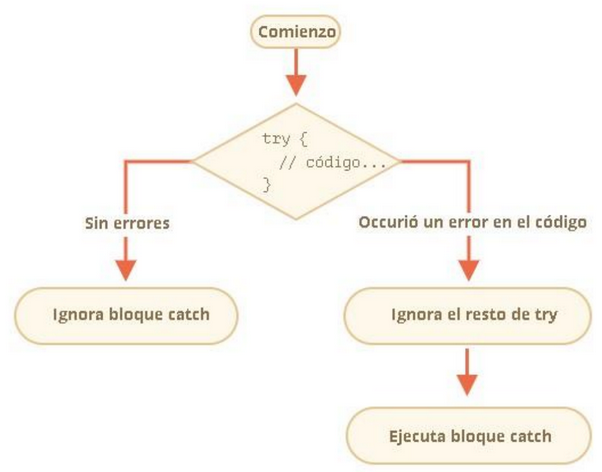 Comienzo
try {
// código...
}
Sin errores
Occurió un error en el código
Ignora bloque catch
Ignora el resto de try
Ejecuta bloque catch